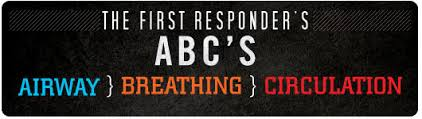 THE FIRST RESPONDER'S
ABC'S
AIRWAY } BREATHING } CIRCULATION